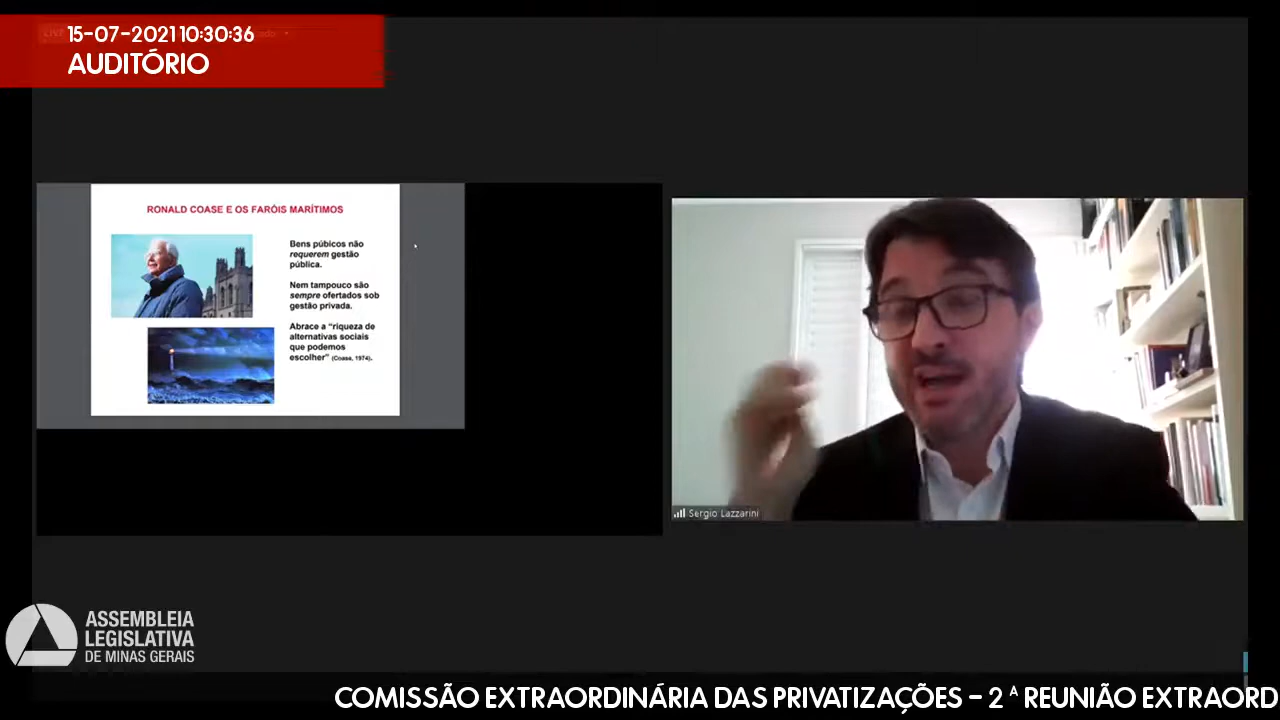 15-07-2021 10:30:36
AUDITÓRIO
RONALD COASE E OS FARÓIS MARÍTIMOS
Bens púbicos não
requerem gestão
pública.
Nem tampouco são
sempre ofertados sob
gestão privada.
Abrace a “riqueza de
alternativas sociais
que podemos
escolher” (Coase, 1974).
Sergio Lazzarini
ASSEMBLEIA
LEGISLATIVA
DE MINAS GERAIS
COMISSÃO EXTRAORDINÁRIA DAS PRIVATIZAÇÕES - 2ª REUNIÃO EXTRAORD